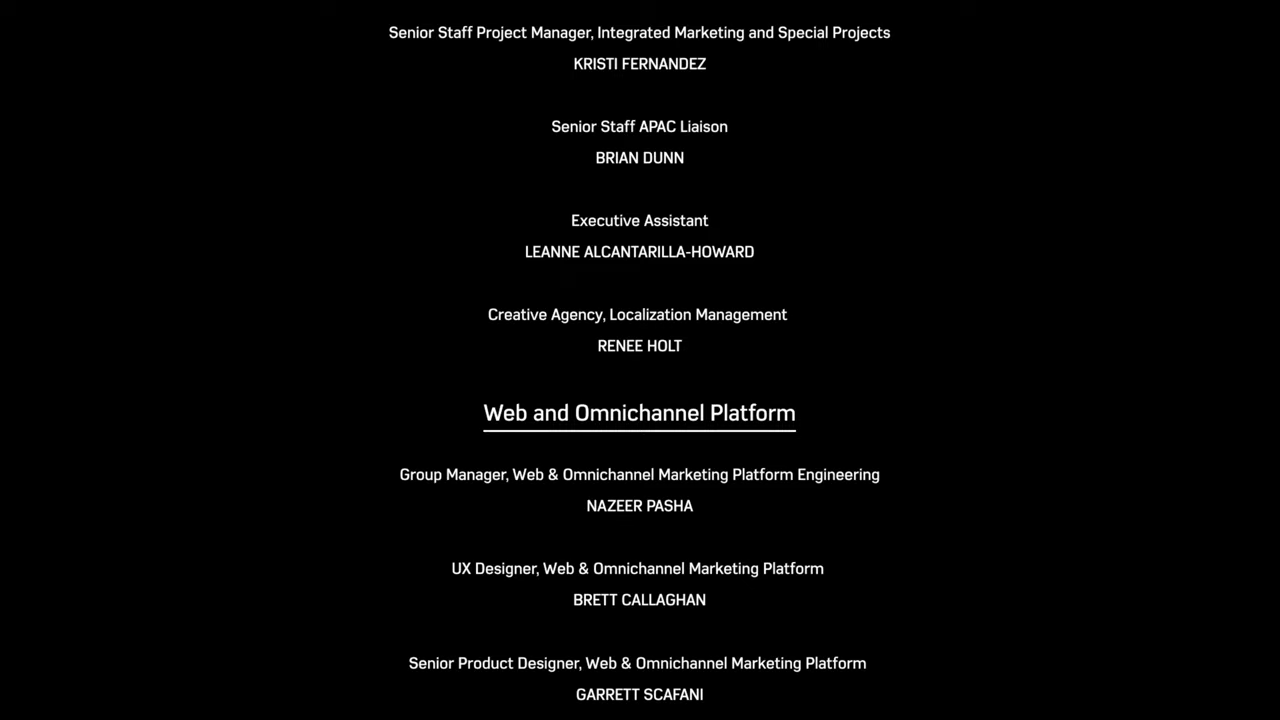 Senior Staff Project Manager, Integrated Marketing and Special Projects
KRISTI FERNANDEZ
Senior Staff APAC Liaison
BRIAN DUNN
Executive Assistant
LEANNE ALCANTARILLA-HOWARD
Creative Agency, Localization Management
RENEE HOLT
Web and Omnichannel Platform
Group Manager, Web & Omnichannel Marketing Platform Engineering
NAZEER PASHA
UX Designer, Web & Omnichannel Marketing Platform
BRETT CALLAGHAN
Senior Product Designer, Web & Omnichannel Marketing Platform
GARRETT SCAFANI